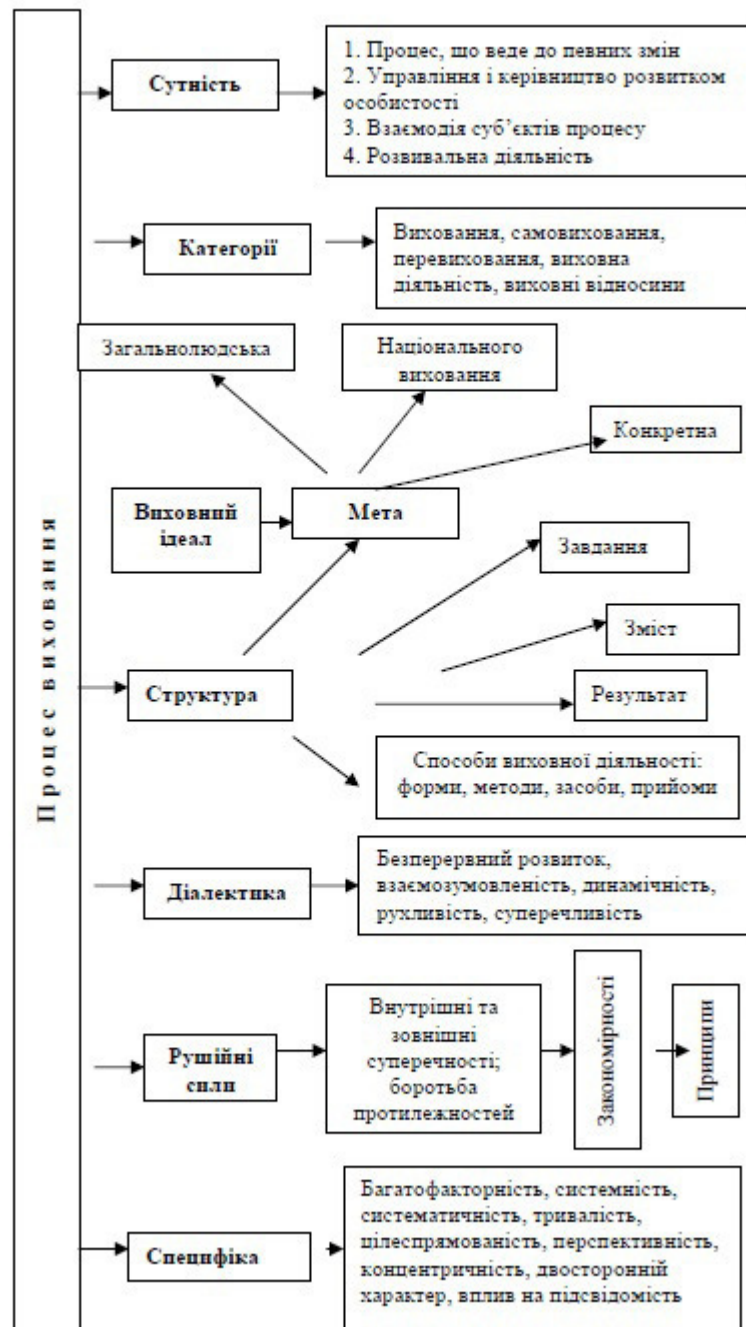 Процес виховання
Сутність
1. Процес, що веде до певних змін
2. Управління і керівництво розвитком
особистості
3. Взаємодія суб’єктів процесу
4. Розвивальна діяльність
Категорії
Виховання, самовиховання,
перевиховання, виховна
діяльність, виховні відносини
Загальнолюдська
Національного
виховання
Конкретна
Виховний
ідеал
Мета
Завдання
Зміст
Структура
Результат
Способи виховної діяльності:
форми, методи, засоби, прийоми
Діалектика
Безперервний розвиток,
взаємозумовленість, динамічність,
рухливість, суперечливість
Рушійні
сили
Внутрішні та
зовнішні
суперечності;
боротьба
протилежностей
Закономірності
Принципи
Специфіка
Багатофакторність, системність,
систематичність, тривалість,
цілеспрямованість, перспективність,
концентричність, двосторонній
характер, вплив на підсвідомість